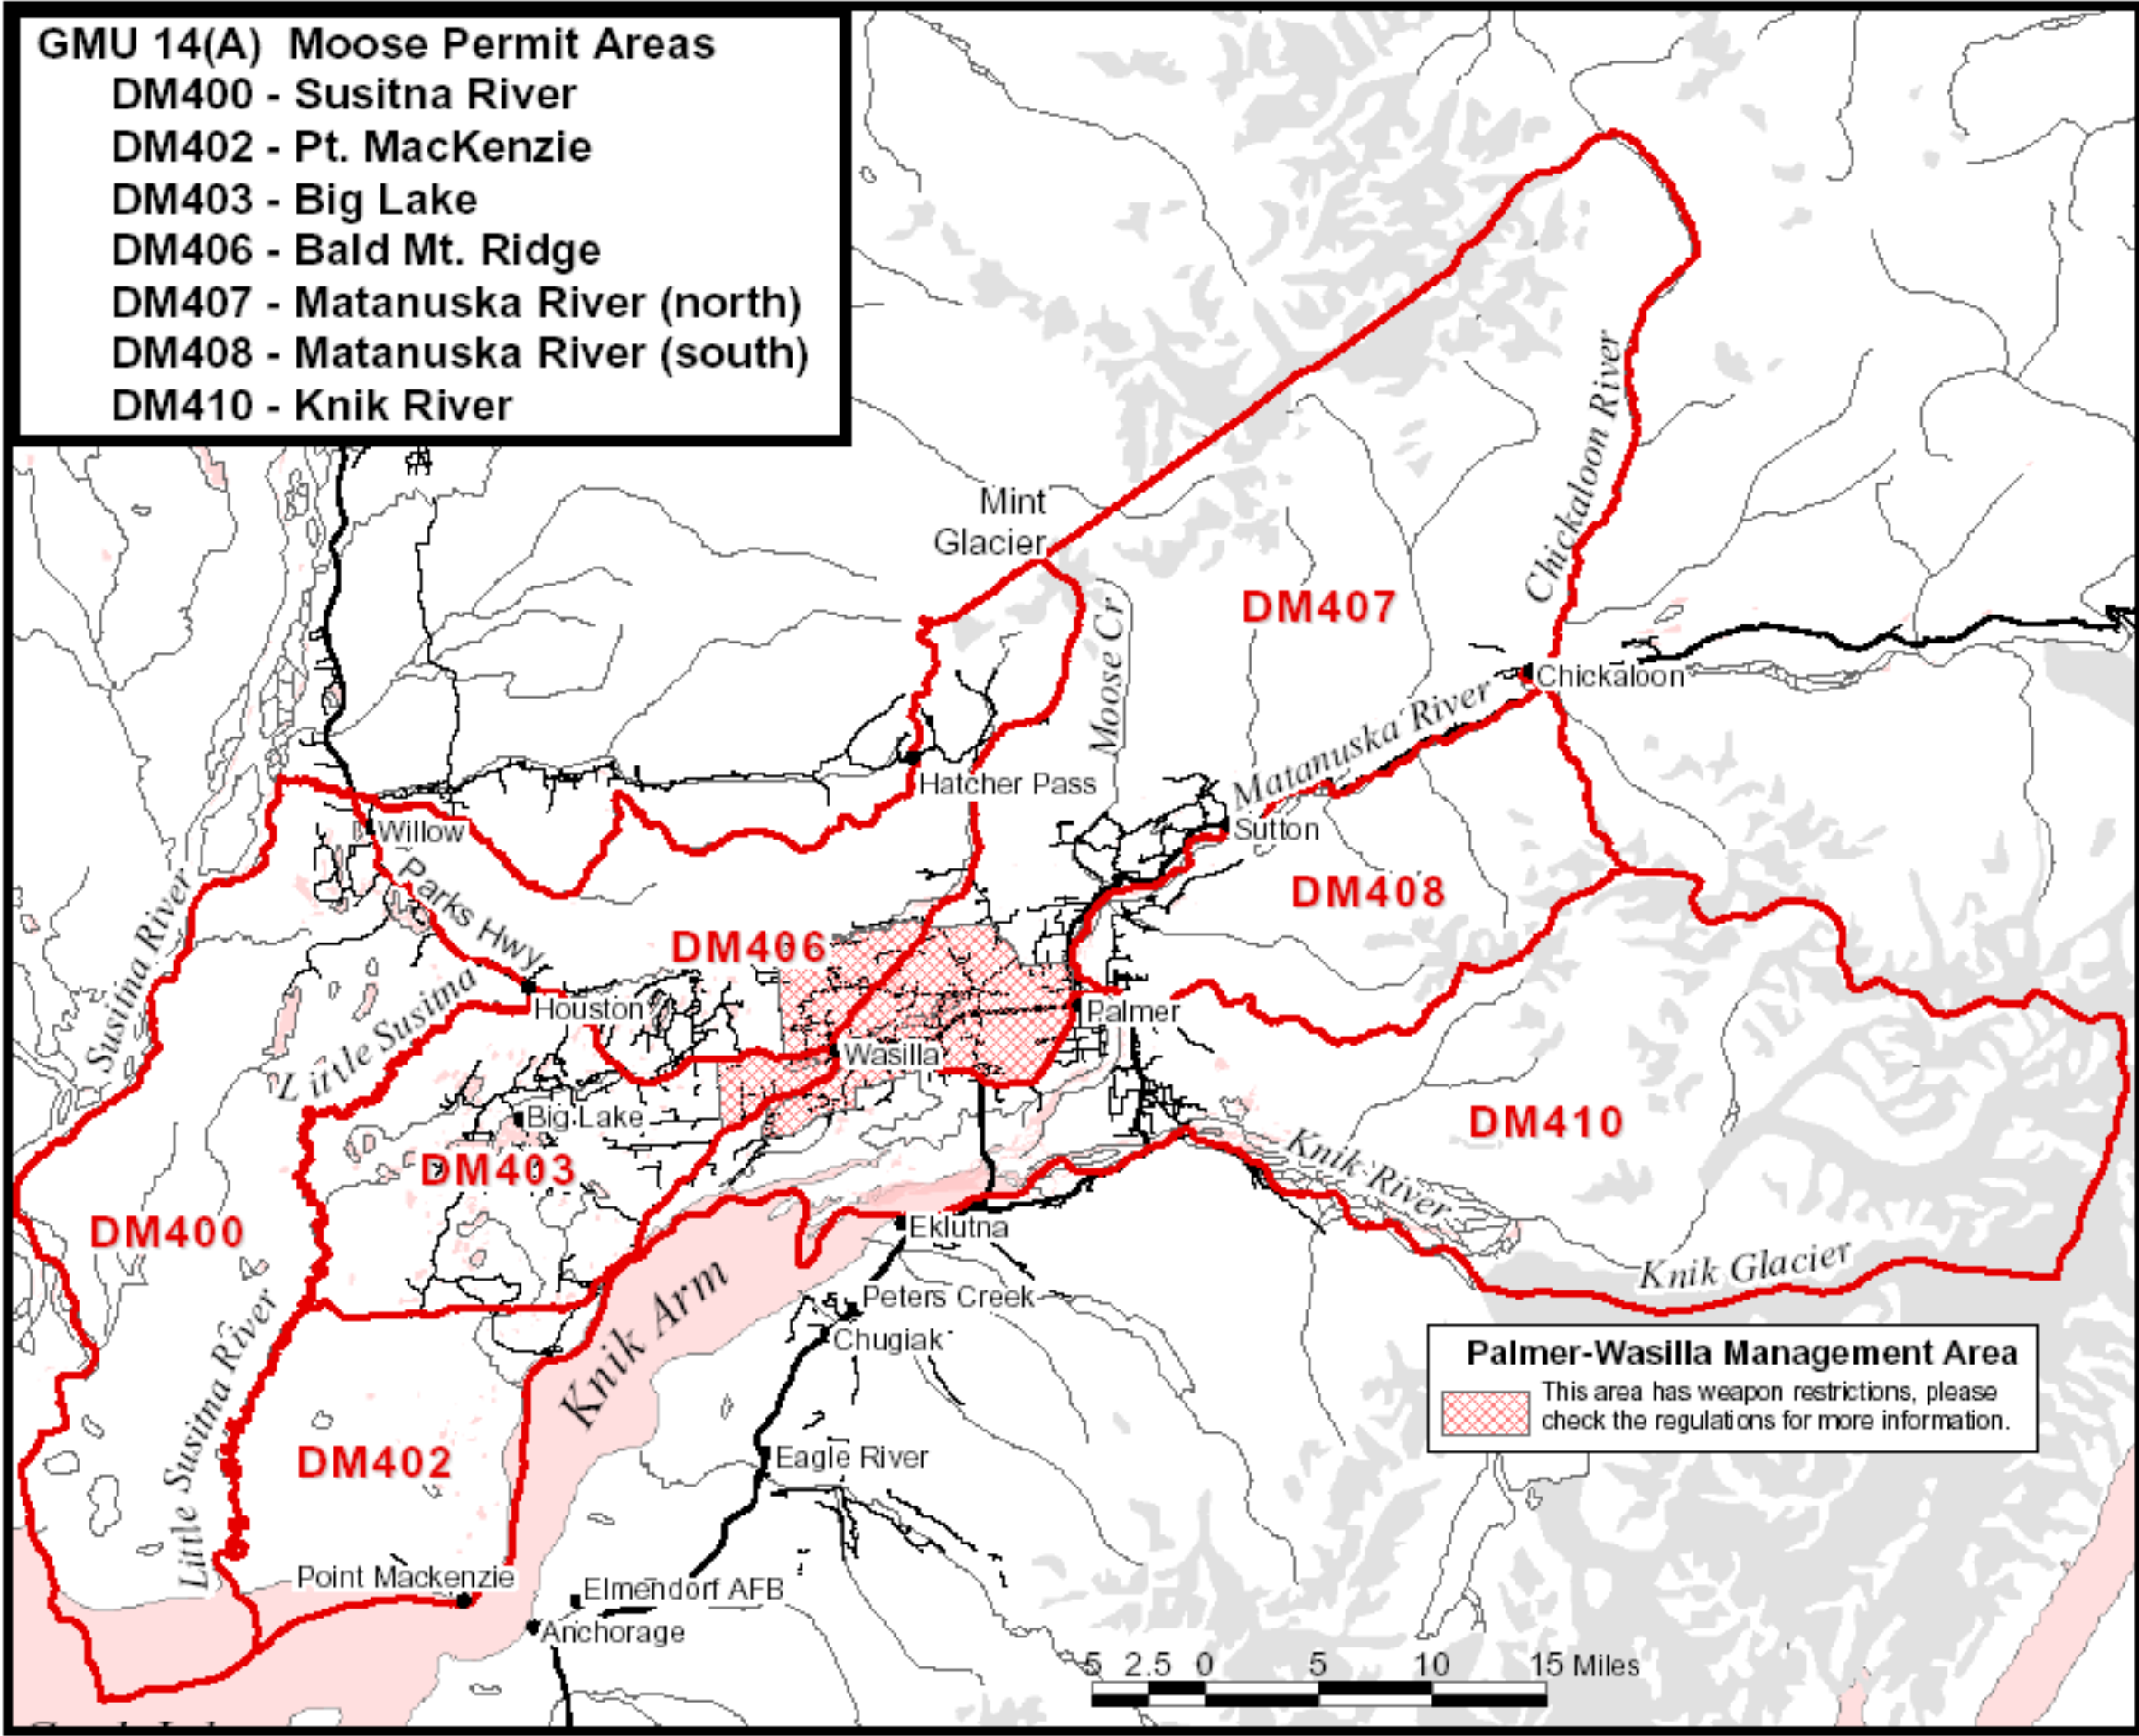 GMU 14(A) Moose Permit Areas
DM400 - Susitna River
DM402 - Pt. MacKenzie
DM403 - Big Lake
DM406 - Bald Mt. Ridge
DM407 - Matanuska River (north)
DM408 - Matanuska River (south)
DM410 - Knik River
Chickaloon River
Mint
Glacier
DM407
Moose Cr
Chickaloon
Matanuska River
Hatcher Pass
Willow
Sutton
Parks Hwy
DM408
Susitna River
DM406
Houston
Palmer
Little Susitna
Wasilla
Big Lake
DM410
DM403
Knik River
DM400
Eklutna
Knik Glacier
Knik Arm
Peters Creek
Chugiak
Little Susitna River
Palmer-Wasilla Management Area
This area has weapon restrictions, please
check the regulations for more information.
DM402
Eagle River
Point Mackenzie
Elmendorf AFB
Anchorage
5 2.5 0 5 10 15 Miles